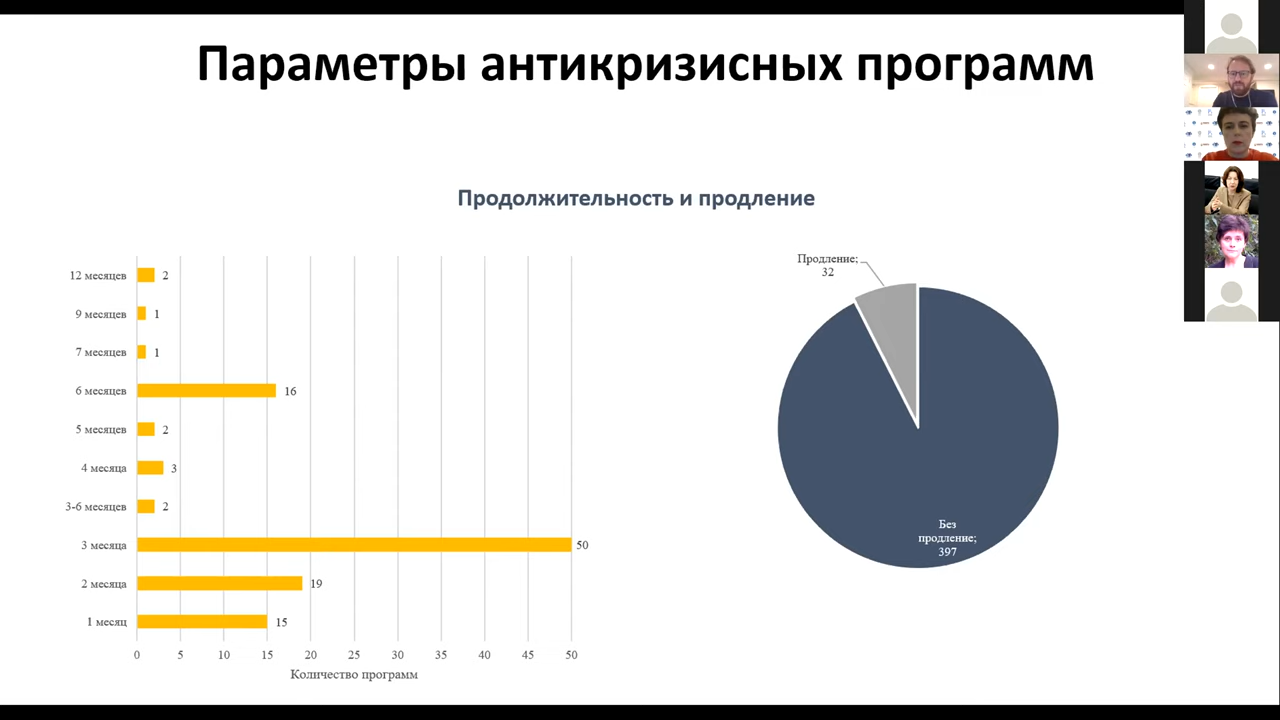 Параметры антикризисных программ
Продолжительность и продление
12 месяцев 2
9 месяцев 1
7 месяцев 1
6 месяцев 16
5 месяцев 2
4 месяца 3
3-6 месяцев 2
3 месяца 50
2 месяца 19
1 месяц 15
0 5 10 15 20 25 30 35 40 45 50
Количество программ
Продление;
32
Без
продление;
397